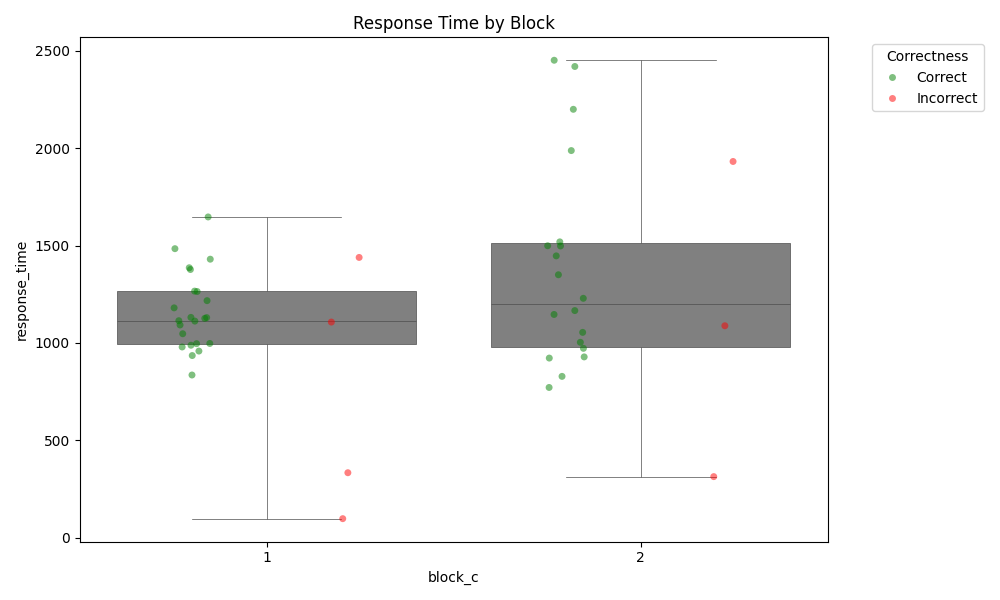 Response Time by Block
Correctness
Correct
Incorrect
response_time
2500
2000
1500
1000
500
0
1
2
block_c